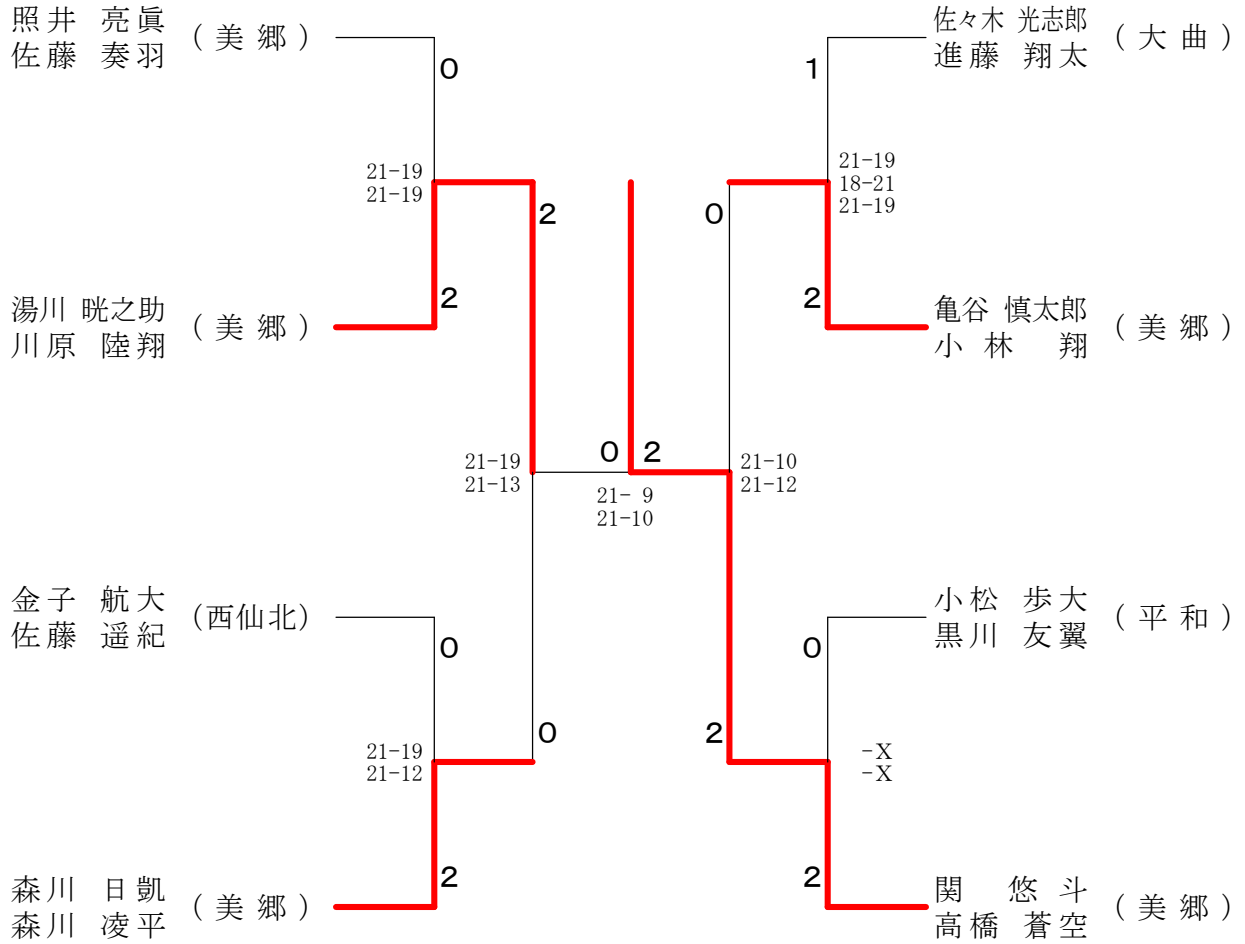 照井 亮眞
佐藤 奏羽
(美郷)
0
21-19
21-19
2
湯川 晄之助
川原 陸翔
(美郷)
2
21-19
21-13
金子 航大
佐藤 遥紀
(西仙北)
0
21-19
21-12
0
森川 日凱
森川 凌平
(美郷)
2
0 2
21- 9
21-10
佐々木 光志郎
進藤 翔太
(大曲)
1
21-19
18-21
21-19
0
亀谷 慎太郎
小林 翔
(美郷)
2
21-10
21-12
小松 歩大
黒川 友翼
(平和)
0
-X
-X
2
関 悠斗
高橋 蒼空
(美郷)
2